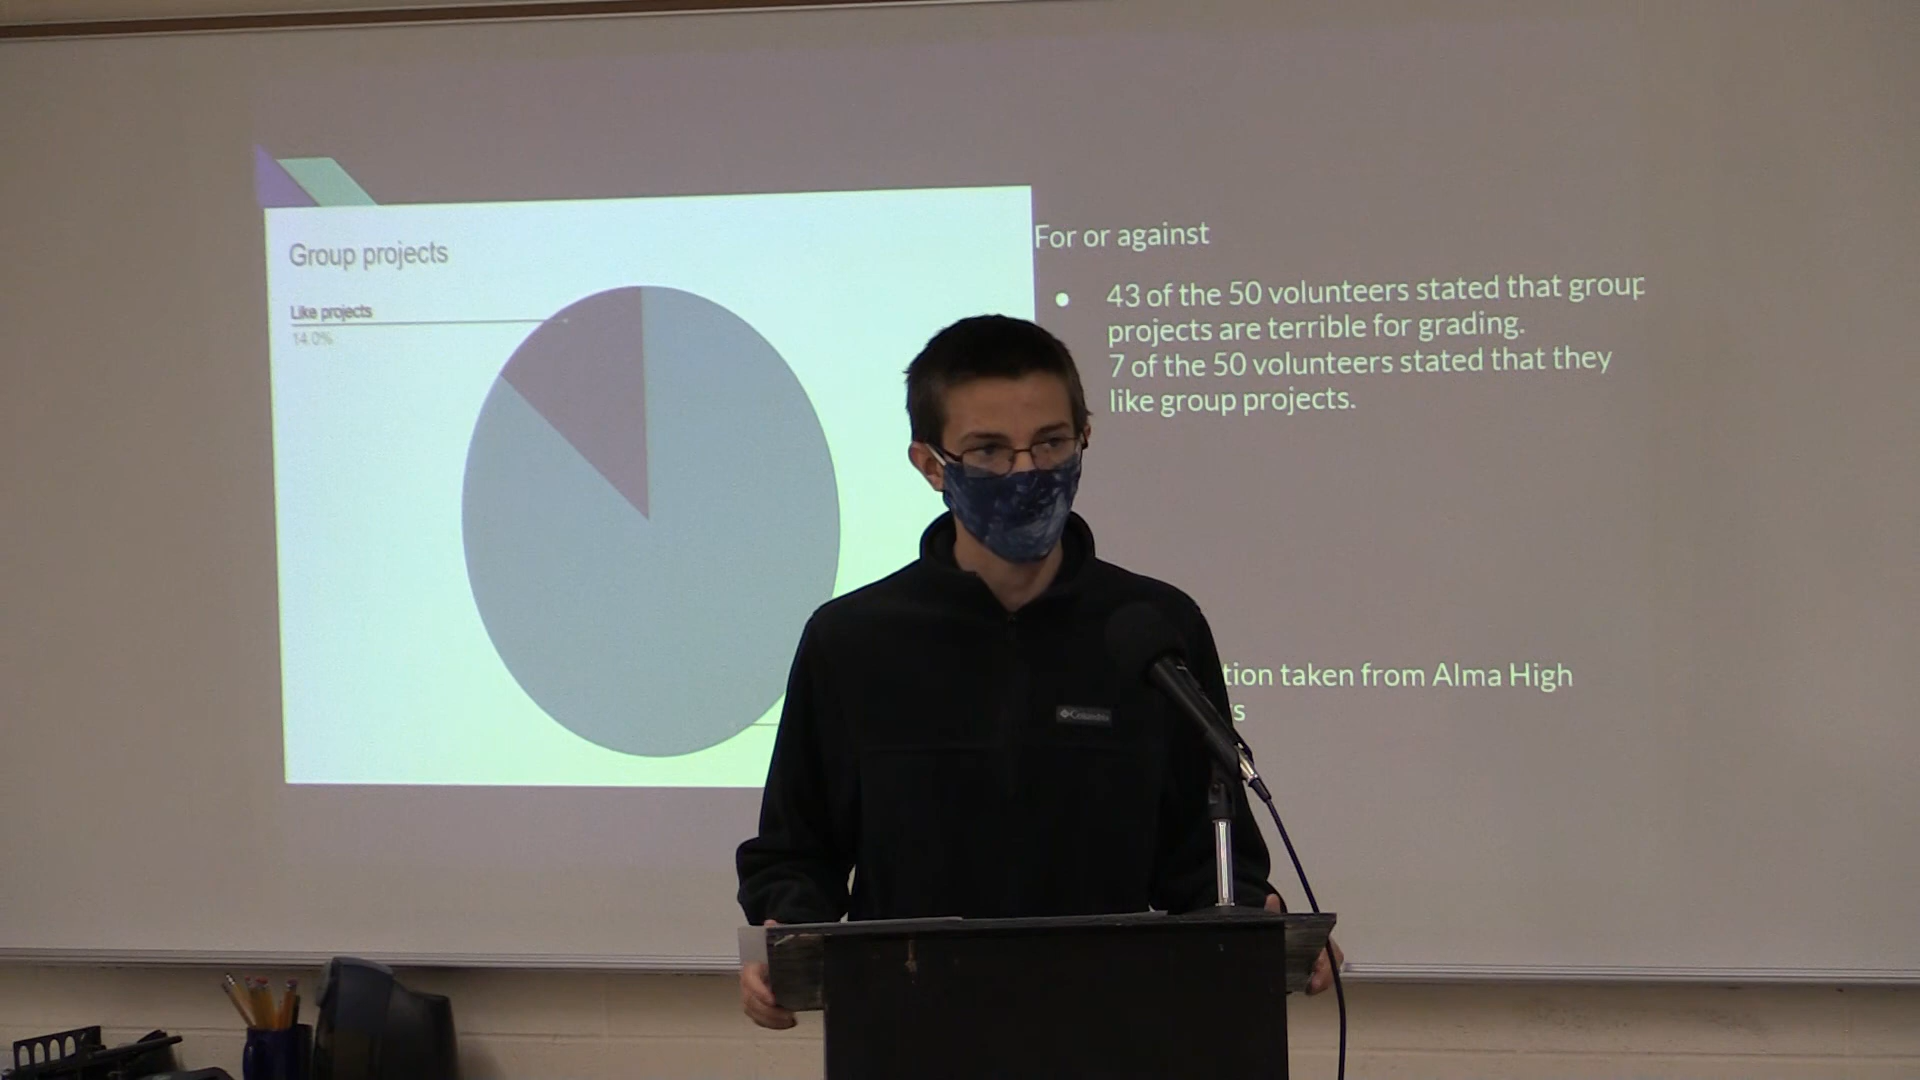 Group projects
Like projects
14.0%
For or against
43 of the 50 volunteers stated that group
projects are terrible for grading.
7 of the 50 volunteers stated that they
like group projects.
taken from Alma High
Columbia